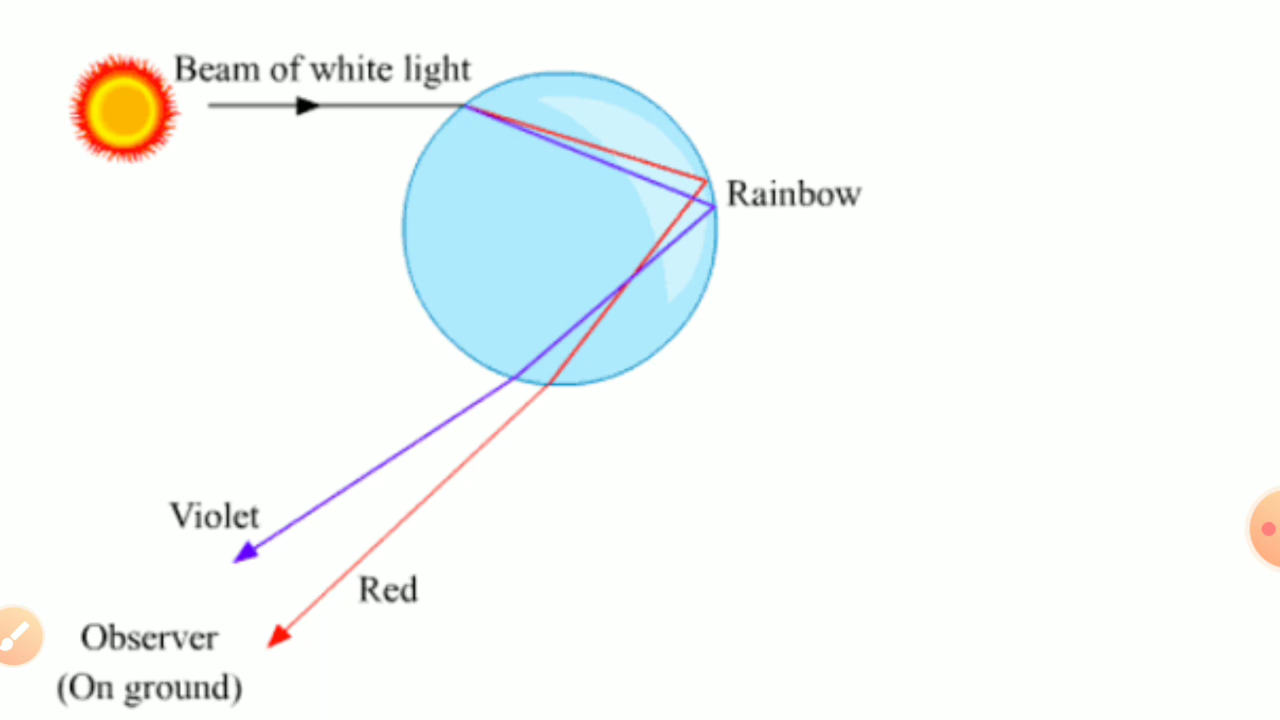 Beam of white light
Rainbow
Violet
Red
Observer
(On ground)